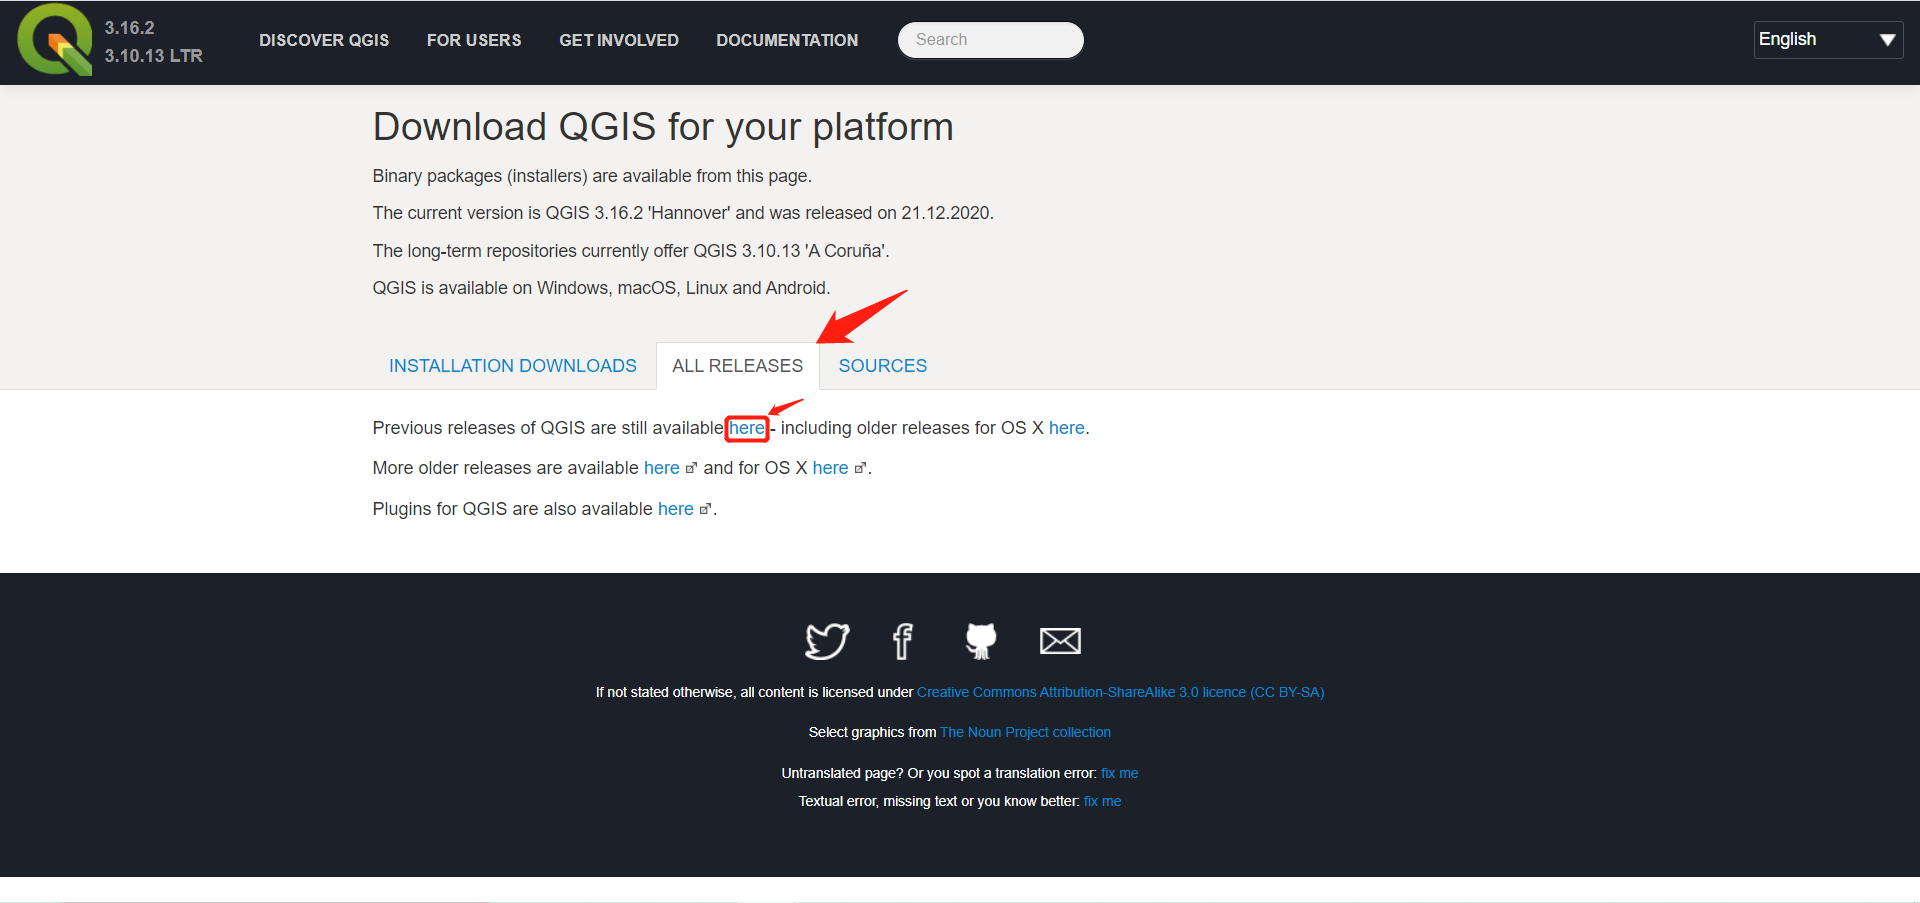 3.16.2
3.10.13 LTR
DISCOVER QGIS
FOR USERS
GET INVOLVED
DOCUMENTATION
Search
English
Download QGIS for your platform
Binary packages (installers) are available from this page.
The current version is QGIS 3.16.2 'Hannover' and was released on 21.12.2020.
The long-term repositories currently offer QGIS 3.10.13 'A Coruña'.
QGIS is available on Windows, macOS, Linux and Android.
INSTALLATION DOWNLOADS
ALL RELEASES
SOURCES
Previous releases of QGIS are still available here - including older releases for OS X here.
More older releases are available here and for OS X here .
Plugins for QGIS are also available here .
If not stated otherwise, all content is licensed under Creative Commons Attribution-ShareAlike 3.0 licence (CC BY-SA)
Select graphics from The Noun Project collection
Untranslated page? Or you spot a translation error: fix me
Textual error, missing text or you know better: fix me